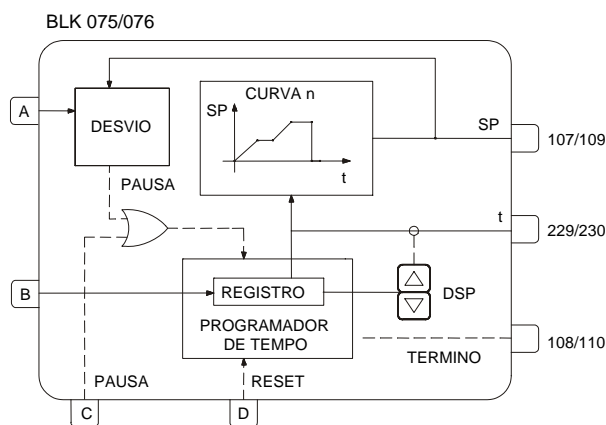 BLK 075/076
A
DESVIO
CURVA n
SP
t
SP
107/109
PAUSA
t
229/230
B
REGISTRO
PROGRAMADOR
DE TEMPO
DSP
TERMINO
108/110
PAUSA
RESET
C
D